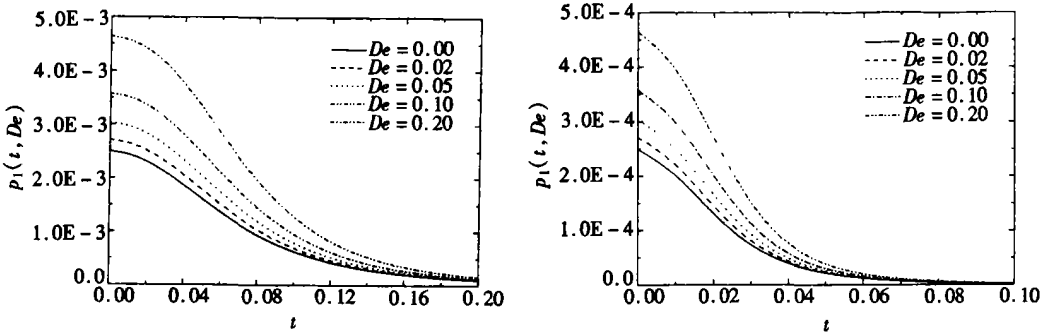 5.0E-3
4.0E-3
3.0E-3
2.0E-3
1.0E-3
0.0
p₁(t, De)
De = 0.00
De = 0.02
De = 0.05
De = 0.10
De = 0.20
0.00 0.04 0.08 0.12 0.16 0.20
t
5.0E-4
4.0E-4
3.0E-4
2.0E-4
1.0E-4
0.0
p₁(t, De)
De = 0.00
De = 0.02
De = 0.05
De = 0.10
De = 0.20
0.00 0.02 0.04 0.06 0.08 0.10
t